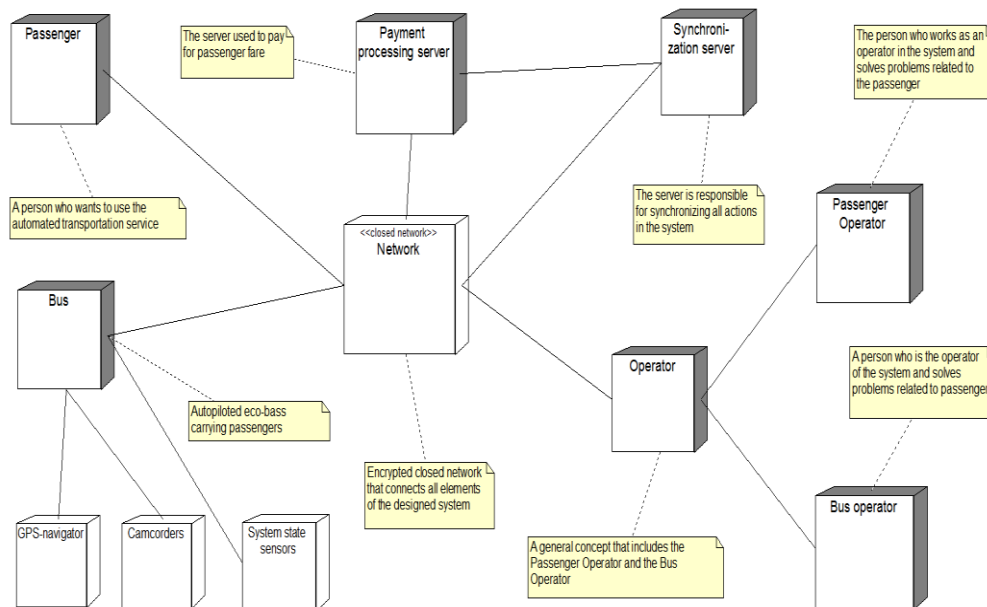 Passenger
The server used to pay
for passenger fare
Payment
processing server
Synchroni-
zation server
The person who works as an
operator in the system and
solves problems related to
the passenger
A person who wants to use the
automated transportation service
<<closed network>>
Network
The server is responsible
for synchronizing all actions
in the system
Passenger
Operator
Bus
Operator
A person who is the operator
of the system and solves
problems related to passenger
Autopiloted eco-bass
carrying passengers
Encrypted closed network
that connects all elements
of the designed system
GPS-navigator
Camcorders
System state
sensors
A general concept that includes the
Passenger Operator and the Bus
Operator
Bus operator